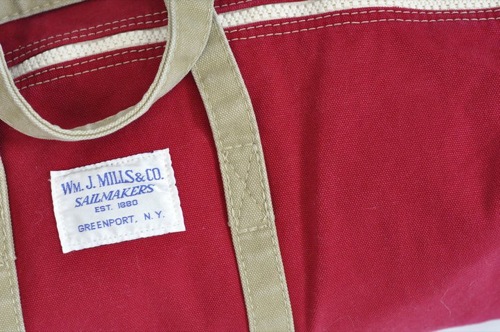 WM. J. MILLS & CO.
SAILMAKERS
EST. 1880
GREENPORT, N.Y.